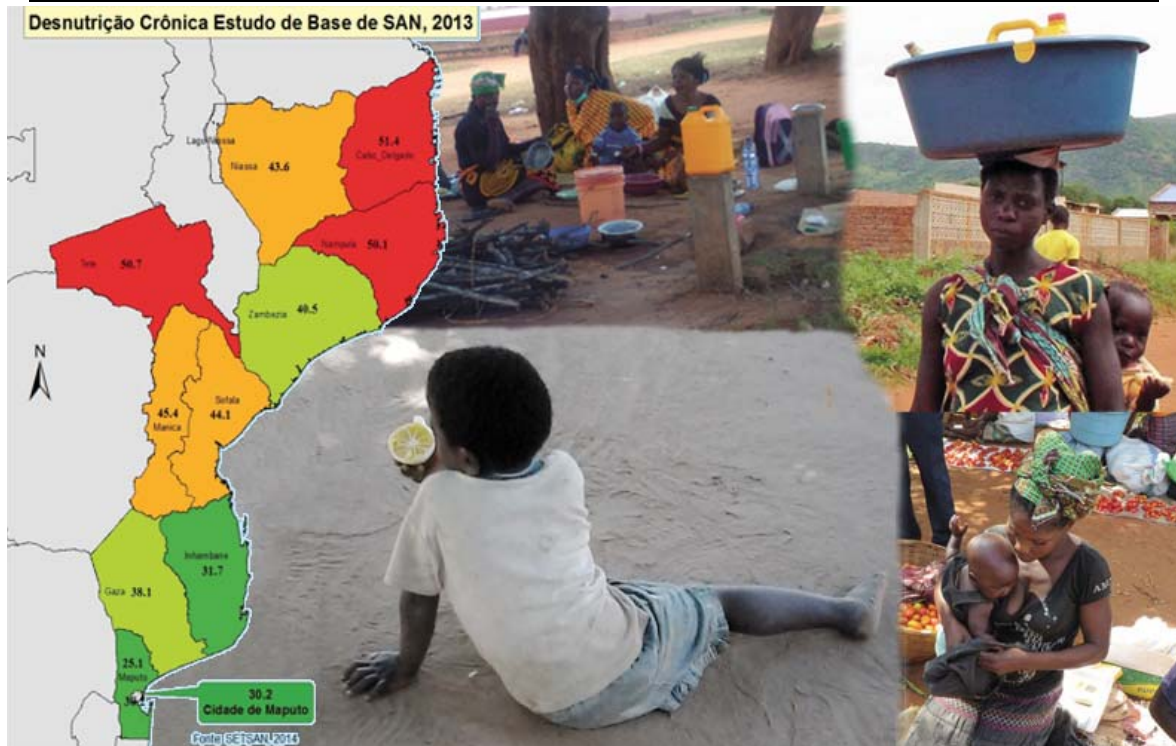 Desnutrição Crônica Estudo de Base de SAN, 2013
N
Niassa
43.6
51.4
Cabo_Delgado
Nampula
50.1
Tete
50.7
Zambezia
40.5
45.4
Manica
Sofala
44.1
Gaza
38.1
Inhambane
31.7
25.1
Maputo
30.2
Cidade de Maputo
Fonte SETSAN, 2014